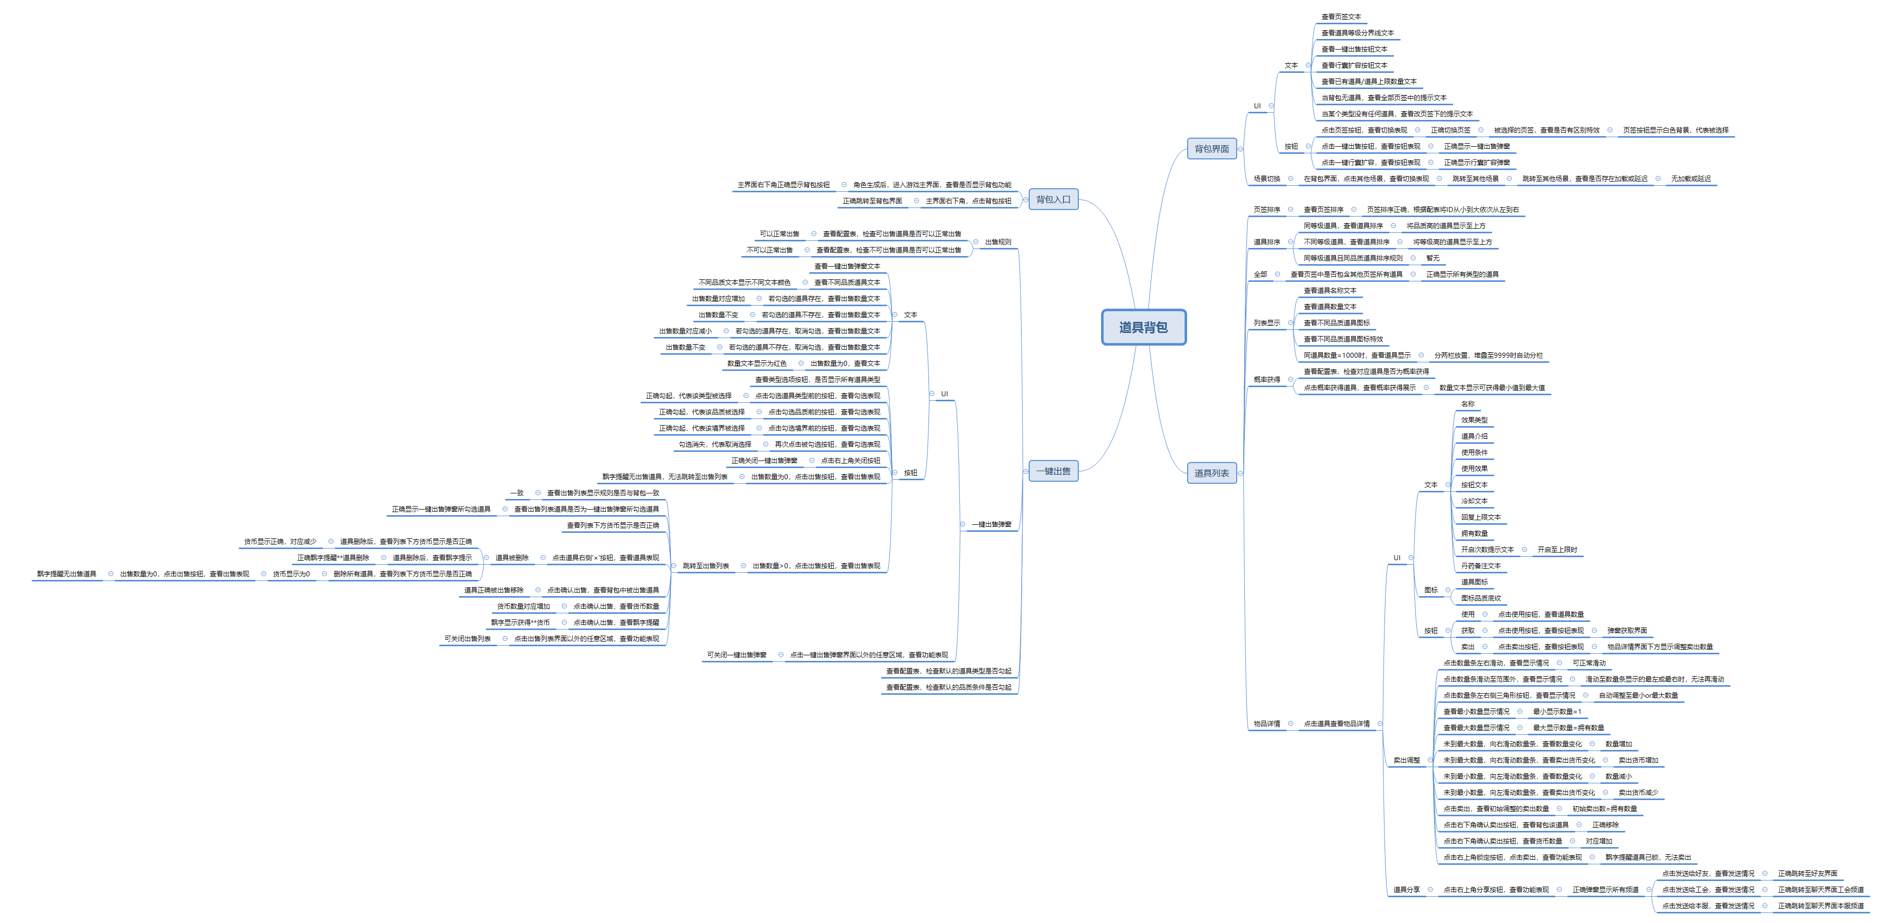 道具背包
背包界面
UI
文本
查看页签文本
查看道具等级分界线文本
查看一键出售按钮文本
查看行囊扩容按钮文本
查看已有道具/道具上限数量文本
当背包无道具，查看全部页签中的提示文本
当某个类型没有任何道具，查看改页签下的提示文本
按钮
点击页签按钮，查看切换表现 正确切换页签 被选择的页签，查看是否有区别特效 页签按钮显示白色背景，代表被选择
点击一键出售按钮，查看按钮表现 正确显示一键出售弹窗
点击一键行囊扩容，查看按钮表现 正确显示行囊扩容弹窗
场景切换 在背包界面，点击其他场景，查看切换表现 跳转至其他场景 跳转至其他场景，查看是否存在加载或延迟 无加载或延迟
道具列表
页签排序 查看页签排序 页签排序正确，根据配表将ID从小到大依次从左到右
道具排序
同等级道具，查看道具排序 将品质高的道具显示至上方
不同等级道具，查看道具排序 将等级高的道具显示至上方
同等级道具且同品质道具排序规则 暂无
全部 查看页签中是否包含其他页签所有道具 正确显示所有类型的道具
列表显示
查看道具名称文本
查看道具数量文本
查看不同品质道具图标
查看不同品质道具图标特效
同道具数量=1000时，查看道具显示 分两栏放置，堆叠至9999时自动分栏
概率获得
查看配置表，检查对应道具是否为概率获得
点击概率获得道具，查看概率获得展示 数量文本显示可获得最小值到最大值
物品详情 点击道具查看物品详情
UI
文本
名称
效果类型
道具介绍
使用条件
使用效果
按钮文本
冷却文本
回复上限文本
拥有数量
开启次数提示文本 开启至上限时
丹药备注文本
图标
道具图标
图标品质底纹
按钮
使用 点击使用按钮，查看道具数量
获取 点击使用按钮，查看按钮表现 弹窗获取界面
卖出 点击卖出按钮，查看按钮表现 物品详情界面下方显示调整卖出数量
卖出调整
点击数量条左右滑动，查看显示情况 可正常滑动
点击数量条滑动至范围外，查看显示情况 滑动至数量条显示的最左或最右时，无法再滑动
点击数量条左右侧三角形按钮，查看显示情况 自动调整至最小or最大数量
查看最小数量显示情况 最小显示数量=1
查看最大数量显示情况 最大显示数量=拥有数量
未到最大数量，向右滑动数量条，查看数量变化 数量增加
未到最大数量，向右滑动数量条，查看卖出货币变化 卖出货币增加
未到最小数量，向左滑动数量条，查看数量变化 数量减小
未到最小数量，向左滑动数量条，查看卖出货币变化 卖出货币减少
点击卖出，查看初始调整的卖出数量 初始卖出数=拥有数量
点击右下角确认卖出按钮，查看背包该道具 正确移除
点击右下角确认卖出按钮，查看货币数量 对应增加
点击右上角锁定按钮，点击卖出，查看功能表现 飘字提醒道具已锁，无法卖出
道具分享 点击右上角分享按钮，查看功能表现 正确弹窗显示所有频道
点击发送给好友，查看发送情况 正确跳转至好友界面
点击发送给工会，查看发送情况 正确跳转至聊天界面工会频道
点击发送给本服，查看发送情况 正确跳转至聊天界面本服频道
背包入口
主界面右下角正确显示背包按钮 角色生成后，进入游戏主界面，查看是否显示背包功能
正确跳转至背包界面 主界面右下角，点击背包按钮
一键出售
出售规则
可以正常出售 查看配置表，检查可出售道具是否可以正常出售
不可以正常出售 查看配置表，检查不可出售道具是否可以正常出售
一键出售弹窗
UI
文本
查看一键出售弹窗文本
不同品质文本显示不同文本颜色 查看不同品质道具文本
出售数量对应增加 若勾选的道具存在，查看出售数量文本
出售数量不变 若勾选的道具不存在，查看出售数量文本
出售数量对应减小 若勾选的道具存在，取消勾选，查看出售数量文本
出售数量不变 若勾选的道具不存在，取消勾选，查看出售数量文本
数量文本显示为红色 出售数量为0，查看文本
按钮
查看类型选项按钮，是否显示所有道具类型
正确勾起，代表该类型被选择 点击勾选道具类型前的按钮，查看勾选表现
正确勾起，代表该品质被选择 点击勾选品质前的按钮，查看勾选表现
正确勾起，代表该境界被选择 点击勾选境界前的按钮，查看勾选表现
勾选消失，代表取消选择 再次点击被勾选按钮，查看勾选表现
正确关闭一键出售弹窗 点击右上角关闭按钮
飘字提醒无出售道具，无法跳转至出售列表 出售数量为0，点击出售按钮，查看出售表现
跳转至出售列表 出售数量>0，点击出售按钮，查看出售表现
一致 查看出售列表显示规则是否与背包一致
正确显示一键出售弹窗所勾选道具 查看出售列表道具是否为一键出售弹窗所勾选道具
查看列表下方货币显示是否正确
道具被删除 点击道具右侧“×”按钮，查看道具表现
货币显示正确，对应减少 道具删除后，查看列表下方货币显示是否正确
正确飘字提醒**道具删除 道具删除后，查看飘字提示
飘字提醒无出售道具 出售数量为0，点击出售按钮，查看出售表现 货币显示为0 删除所有道具，查看列表下方货币显示是否正确
道具正确被出售移除 点击确认出售，查看背包中被出售道具
货币数量对应增加 点击确认出售，查看货币数量
飘字显示获得**货币 点击确认出售，查看飘字提醒
可关闭出售列表 点击出售列表界面以外的任意区域，查看功能表现
可关闭一键出售弹窗 点击一键出售弹窗界面以外的任意区域，查看功能表现
查看配置表，检查默认的道具类型是否勾起
查看配置表，检查默认的品质条件是否勾起